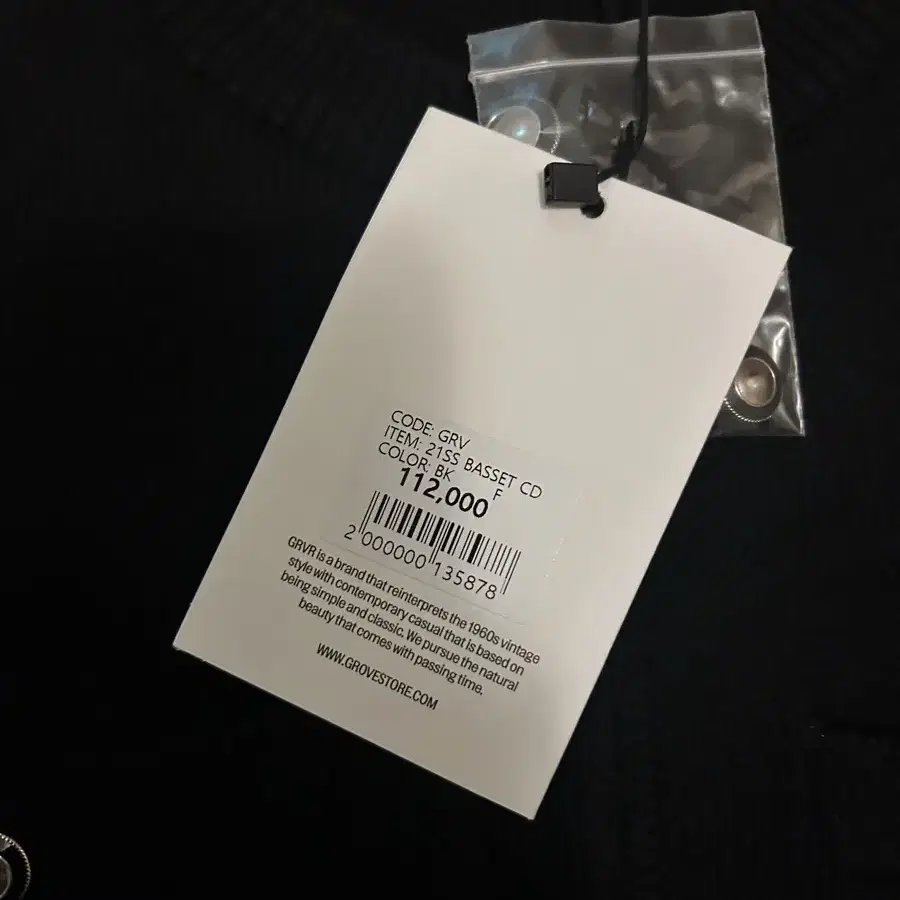 CODE: GRV
ITEM: 21SS BASSET CD
COLOR: BK F
112,000
2 000000 135878
GRVR is a brand that reinterprets the 1960s vintage
style with contemporary casual that is based on
being simple and classic. We pursue the natural
beauty that comes with passing time.
WWW.GROVESTORE.COM